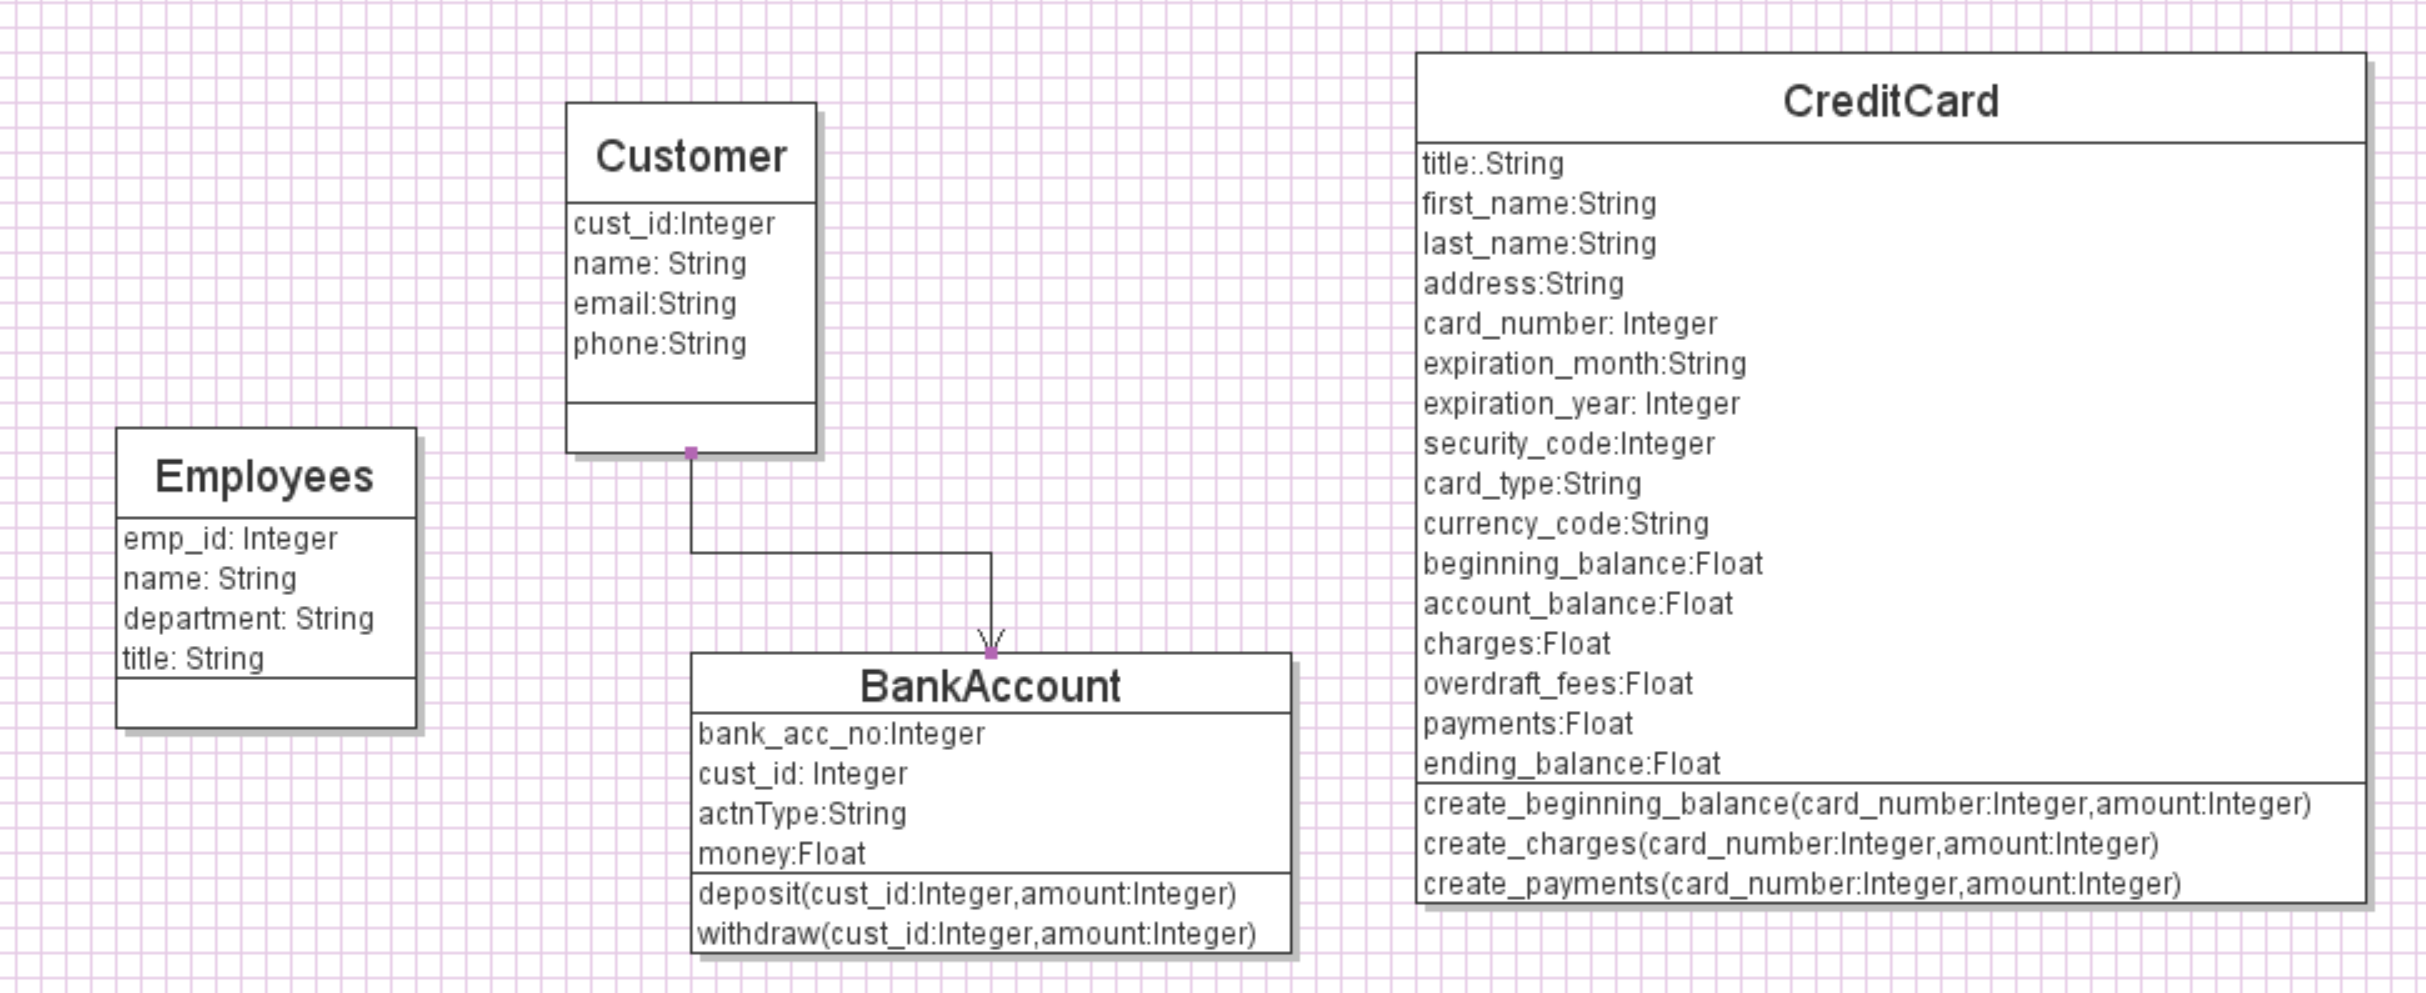 Employees
emp_id: Integer
name: String
department: String
title: String
Customer
cust_id:Integer
name: String
email:String
phone:String
BankAccount
bank_acc_no:Integer
cust_id: Integer
actnType:String
money:Float
deposit(cust_id:Integer,amount:Integer)
withdraw(cust_id:Integer,amount:Integer)
CreditCard
title:.String
first_name:String
last_name:String
address:String
card_number: Integer
expiration_month:String
expiration_year: Integer
security_code:Integer
card_type:String
currency_code:String
beginning_balance:Float
account_balance:Float
charges:Float
overdraft_fees:Float
payments:Float
ending_balance:Float
create_beginning_balance(card_number:Integer,amount:Integer)
create_charges(card_number:Integer,amount:Integer)
create_payments(card_number:Integer,amount:Integer)